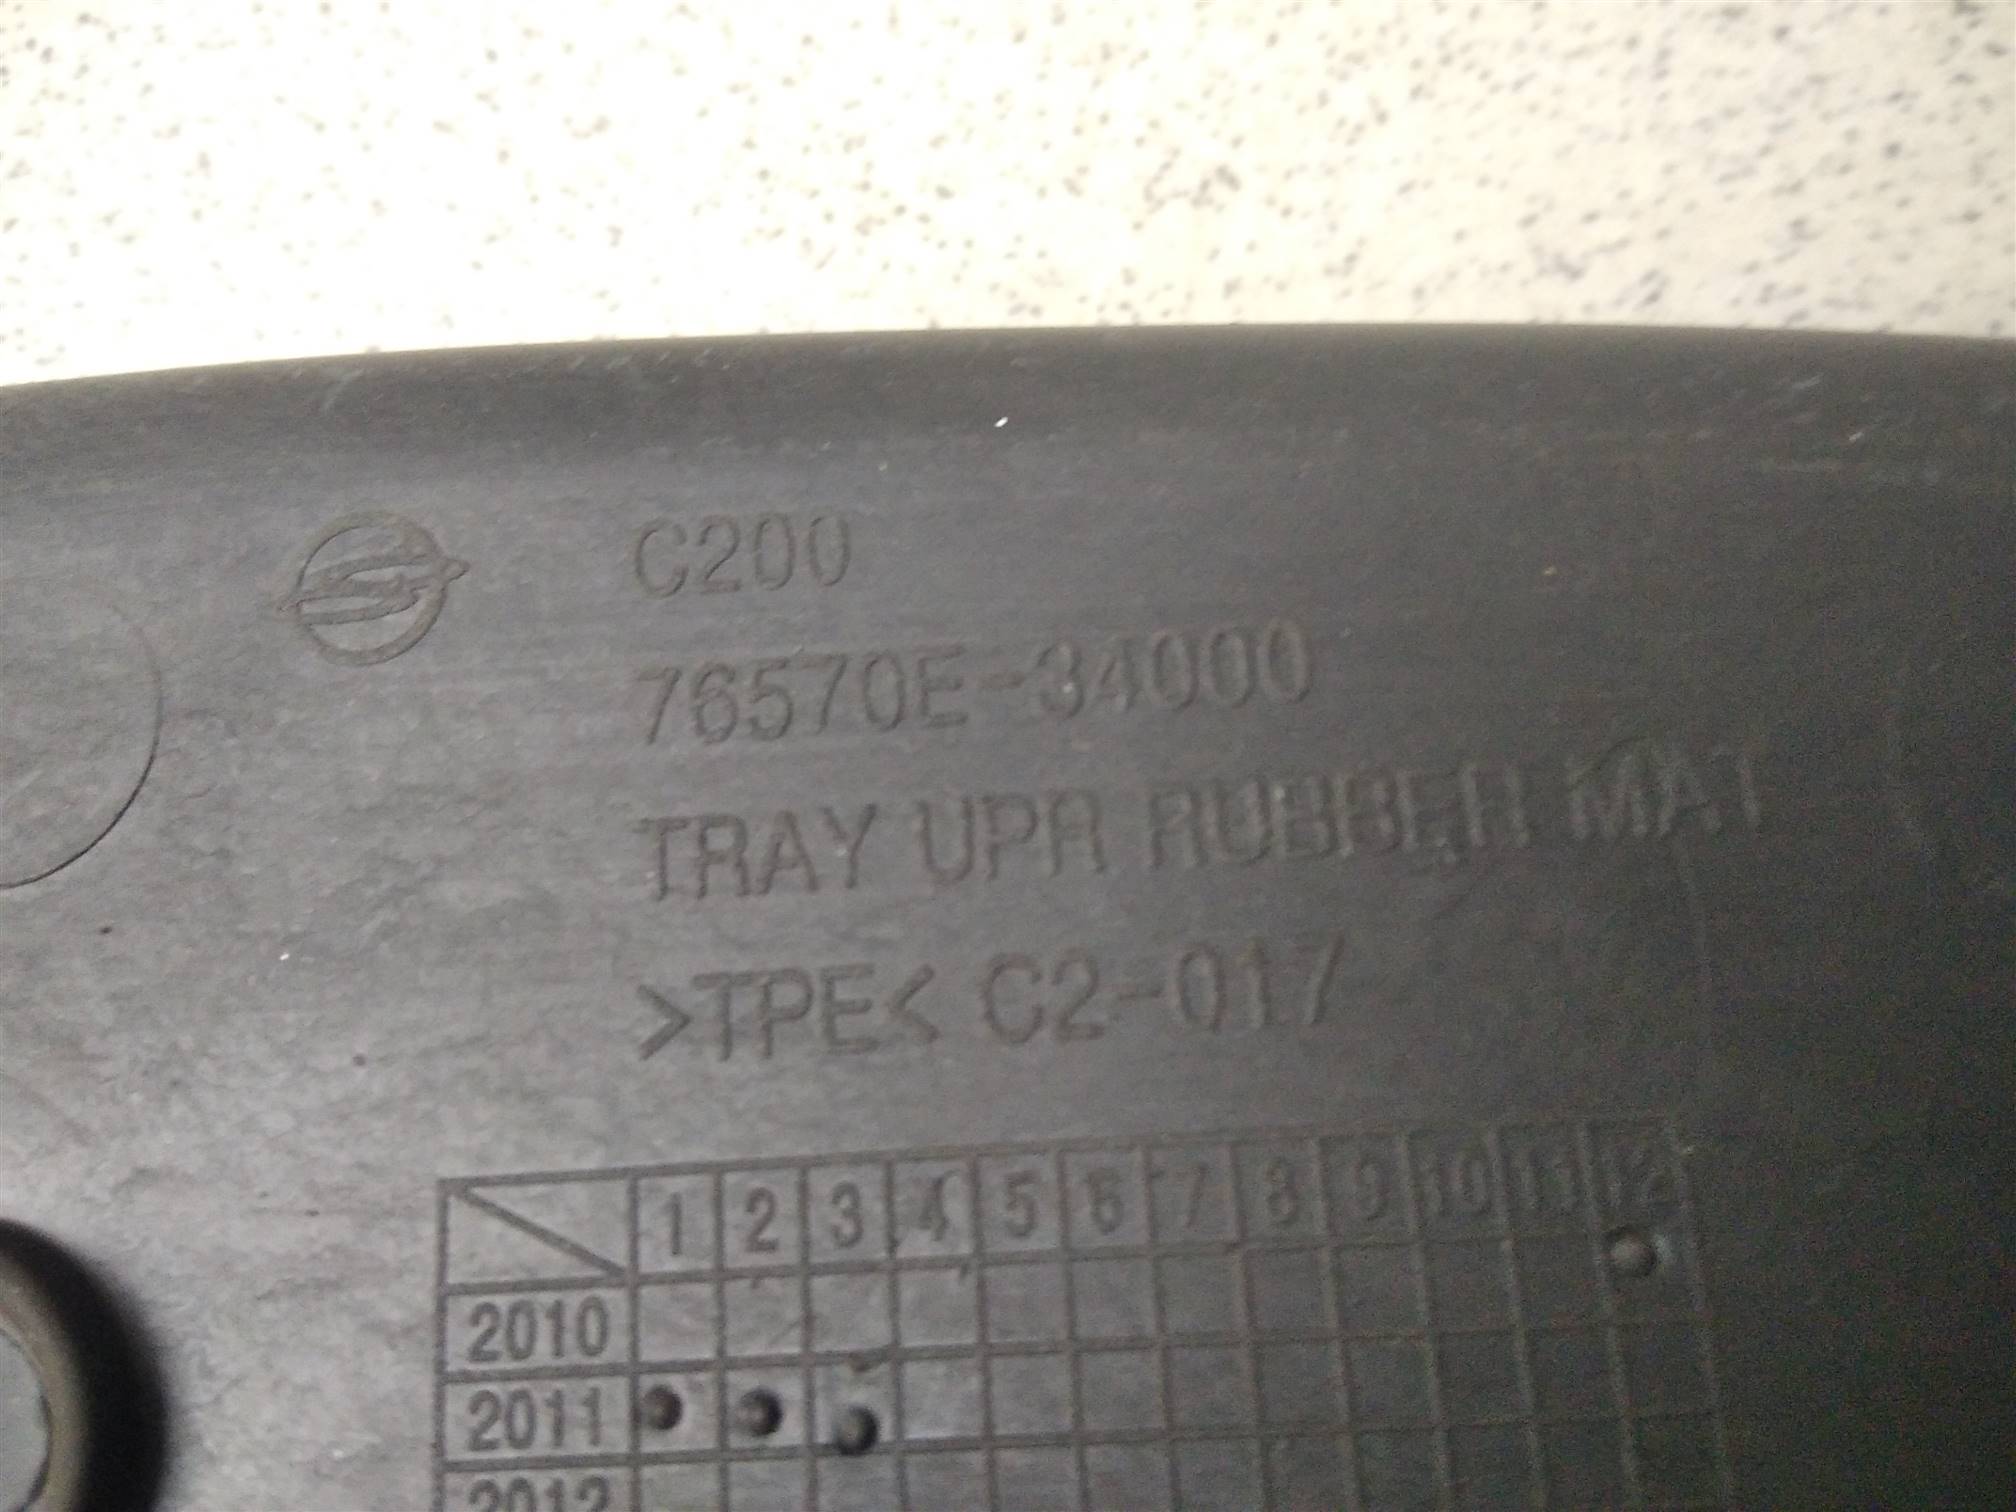 C200
76570E-34000
TRAY UPR RUBBER MAT
>TPE< C2-017
1 2 3 4 5 6 7 8 9 10 11 12
2010
2011
2012